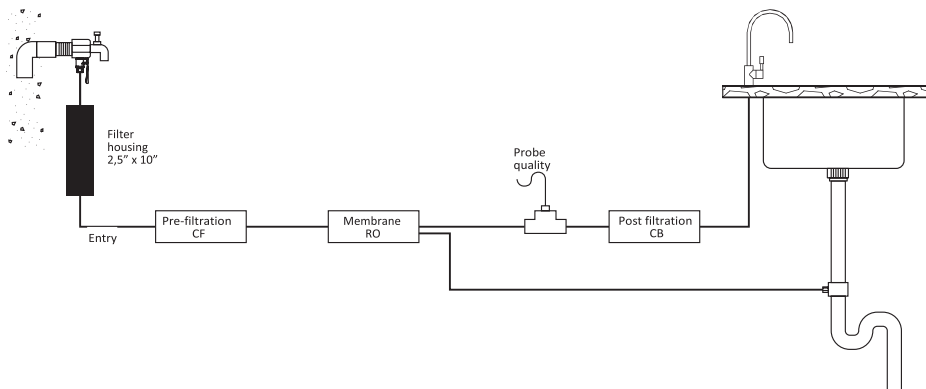 Filter
housing
2,5” x 10”
Entry
Pre-filtration
CF
Membrane
RO
Probe
quality
Post filtration
CB